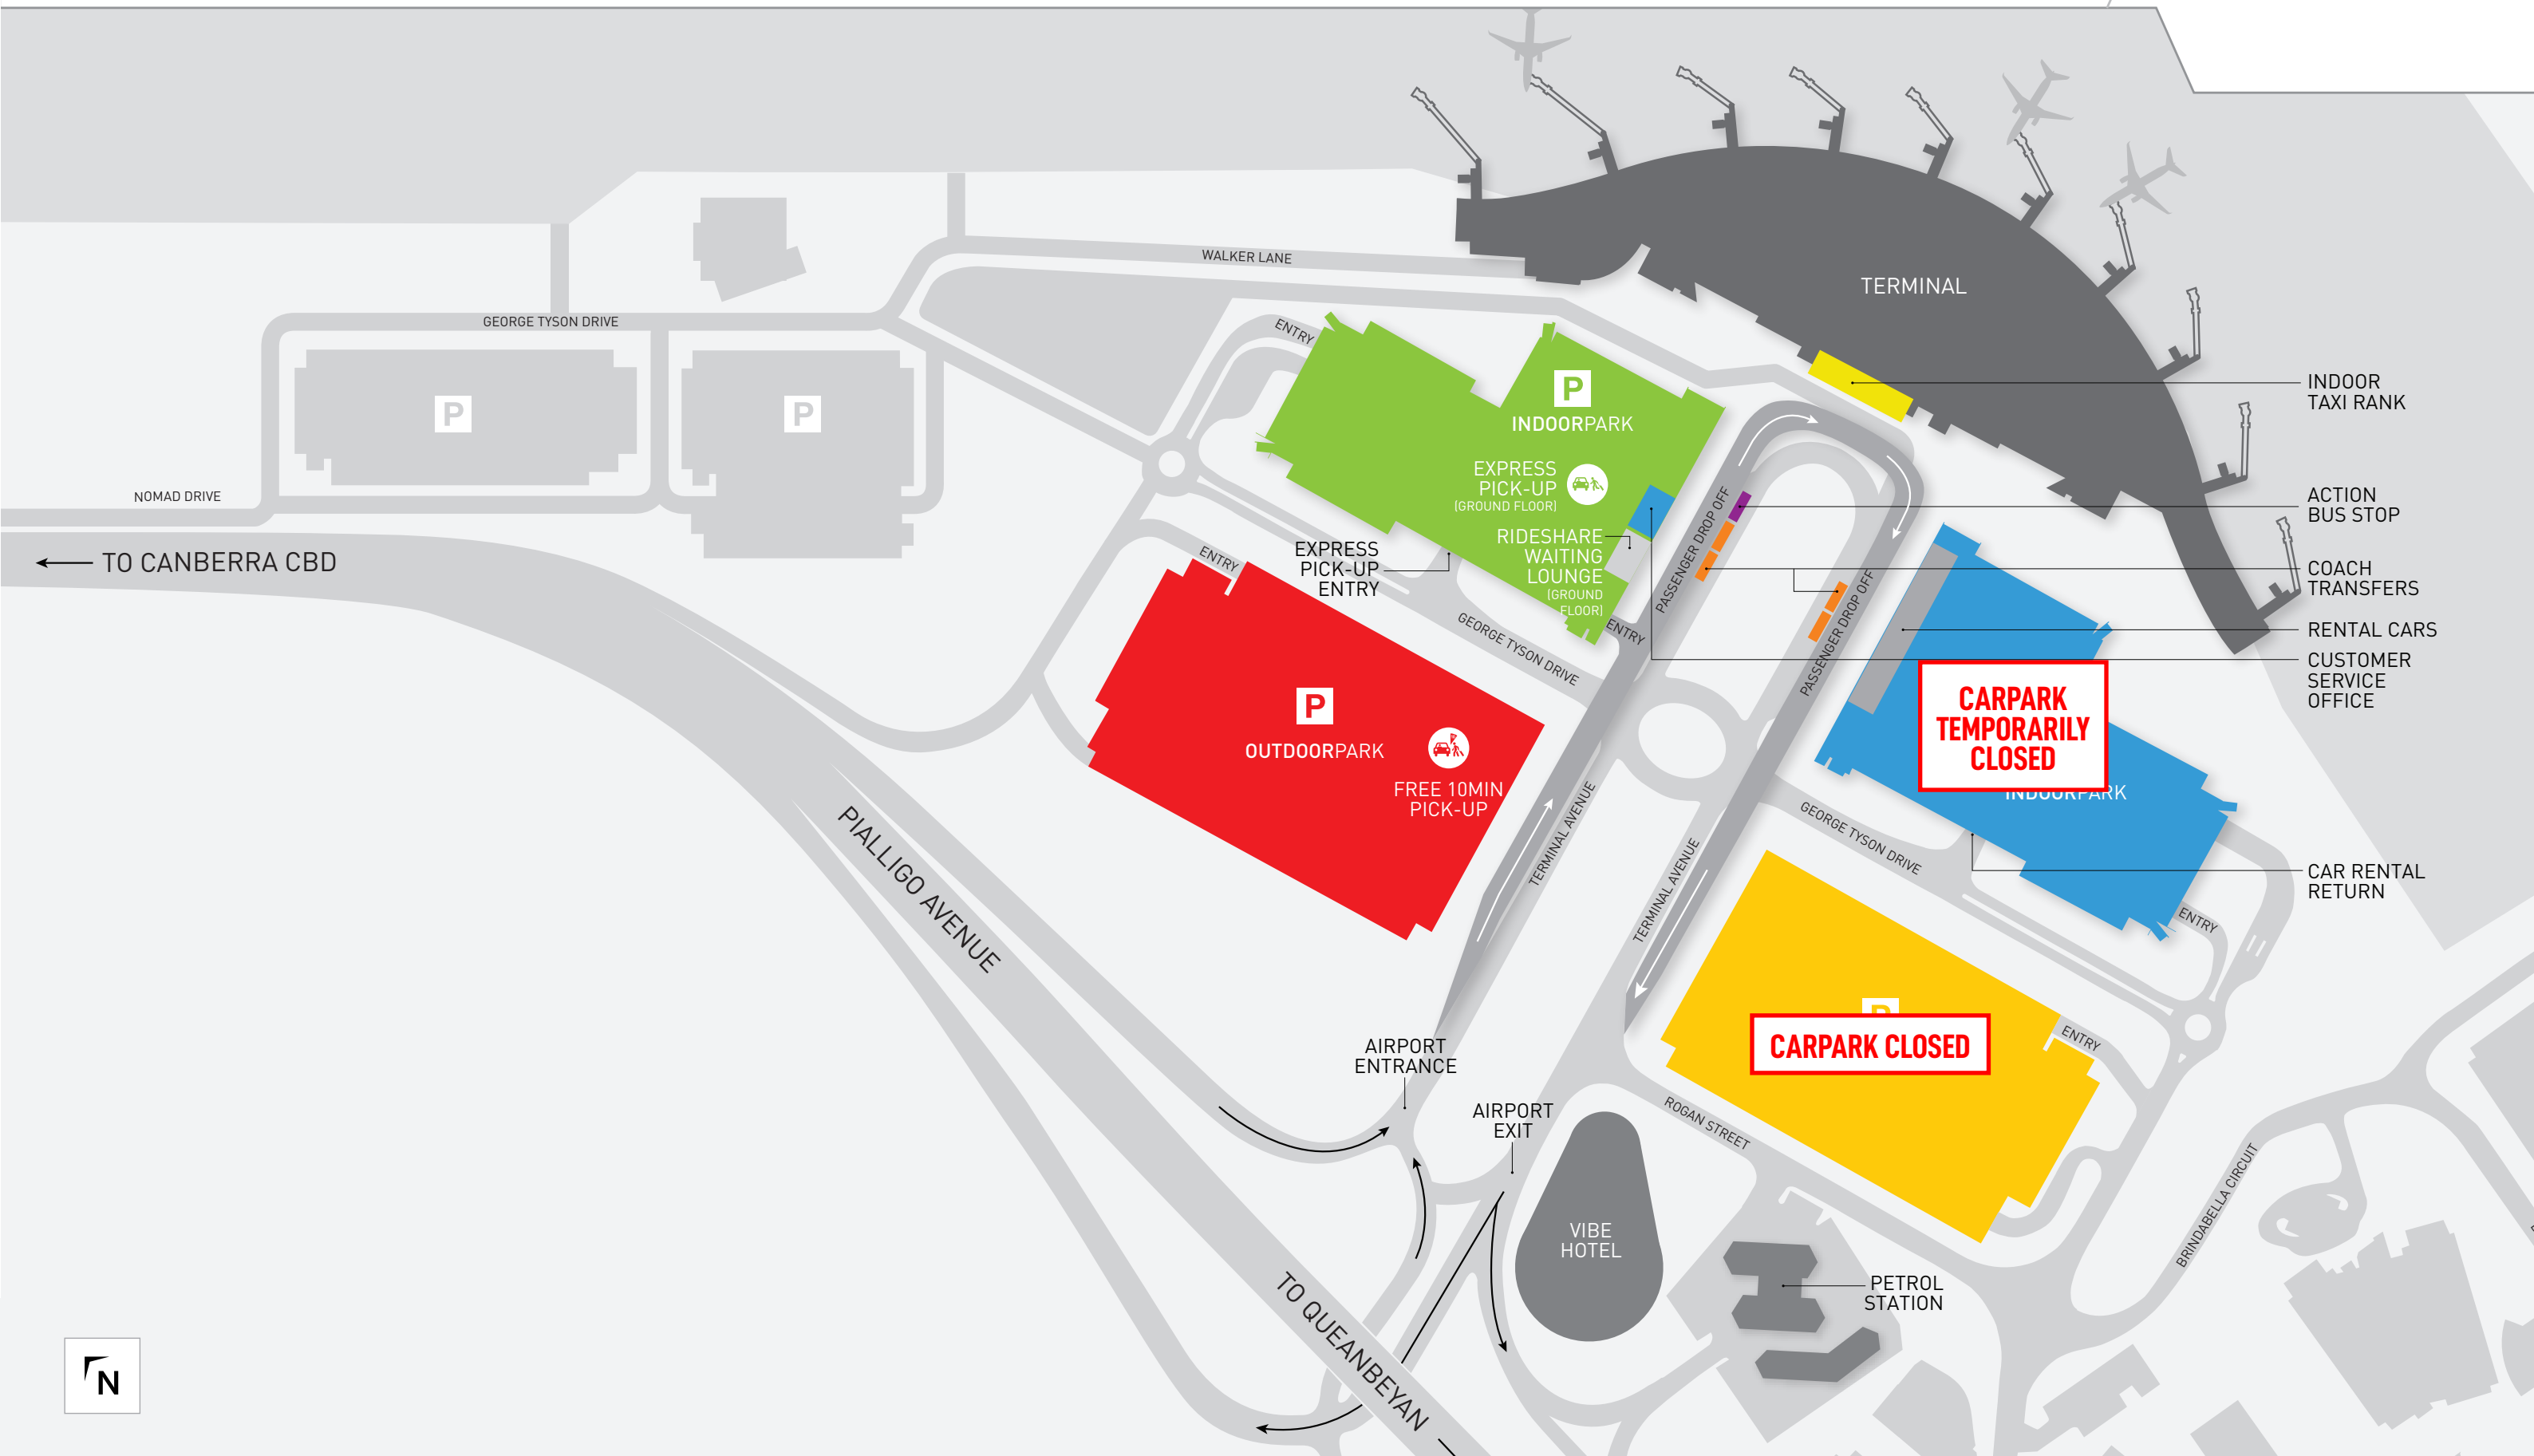 TERMINAL
WALKER LANE
GEORGE TYSON DRIVE
ENTRY
P
INDOORPARK
EXPRESS
PICK-UP
(GROUND FLOOR)
RIDESHARE
WAITING
LOUNGE
(GROUND
FLOOR)
EXPRESS
PICK-UP
ENTRY
ENTRY
P
P
NOMAD DRIVE
TO CANBERRA CBD
ENTRY
P
OUTDOORPARK
FREE 10MIN
PICK-UP
GEORGE TYSON DRIVE
PASSENGER DROP OFF
PASSENGER DROP OFF
INDOOR
TAXI RANK
ACTION
BUS STOP
COACH
TRANSFERS
RENTAL CARS
CUSTOMER
SERVICE
OFFICE
CARPARK
TEMPORARILY
CLOSED
INDOORPARK
CAR RENTAL
RETURN
ENTRY
GEORGE TYSON DRIVE
TERMINAL AVENUE
TERMINAL AVENUE
P
CARPARK CLOSED
ENTRY
PIALLIGO AVENUE
AIRPORT
ENTRANCE
AIRPORT
EXIT
ROGAN STREET
BRINDABELLA CIRCUIT
VIBE
HOTEL
PETROL
STATION
TO QUEANBEYAN
N